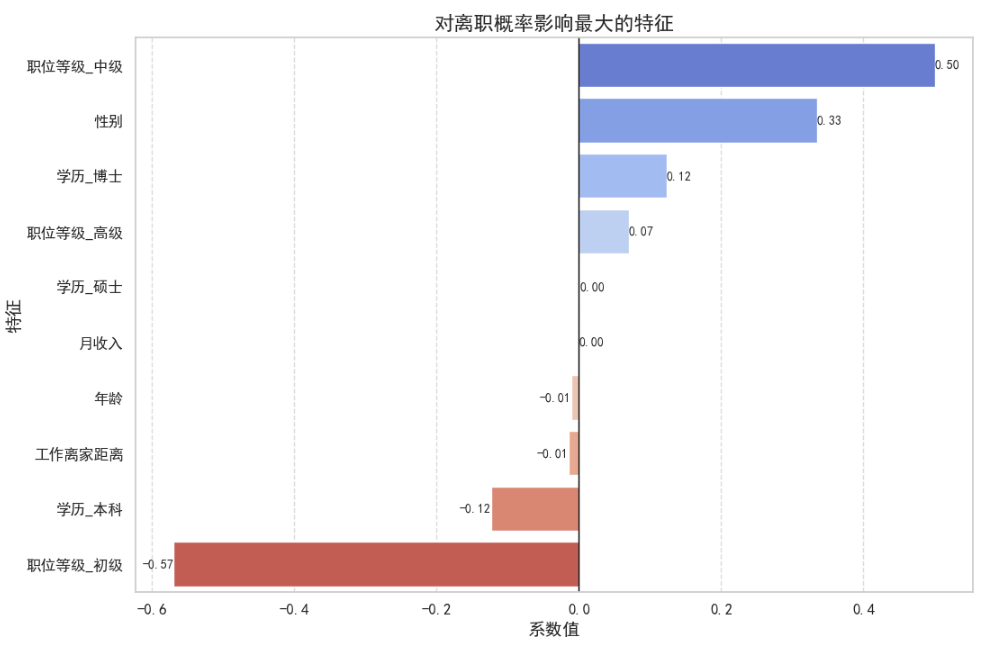 对离职概率影响最大的特征
职位等级_中级
0.50
性别
0.33
学历_博士
0.12
职位等级_高级
0.07
学历_硕士
0.00
月收入
0.00
年龄
-0.01
工作离家距离
-0.01
学历_本科
-0.12
职位等级_初级
-0.57
特征
-0.6 -0.4 -0.2 0.0 0.2 0.4
系数值